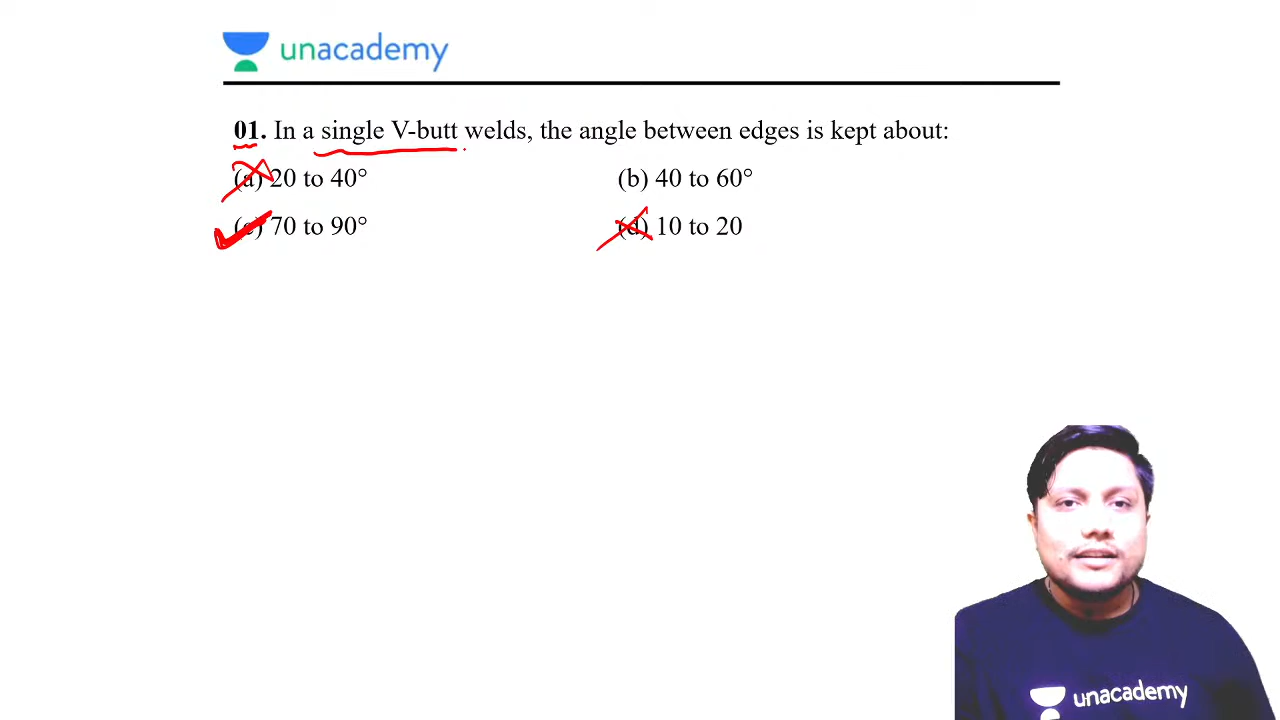 unacademy
01. In a single V-butt welds, the angle between edges is kept about:
(a) 20 to 40° (b) 40 to 60°
(c) 70 to 90° (d) 10 to 20
unacademy